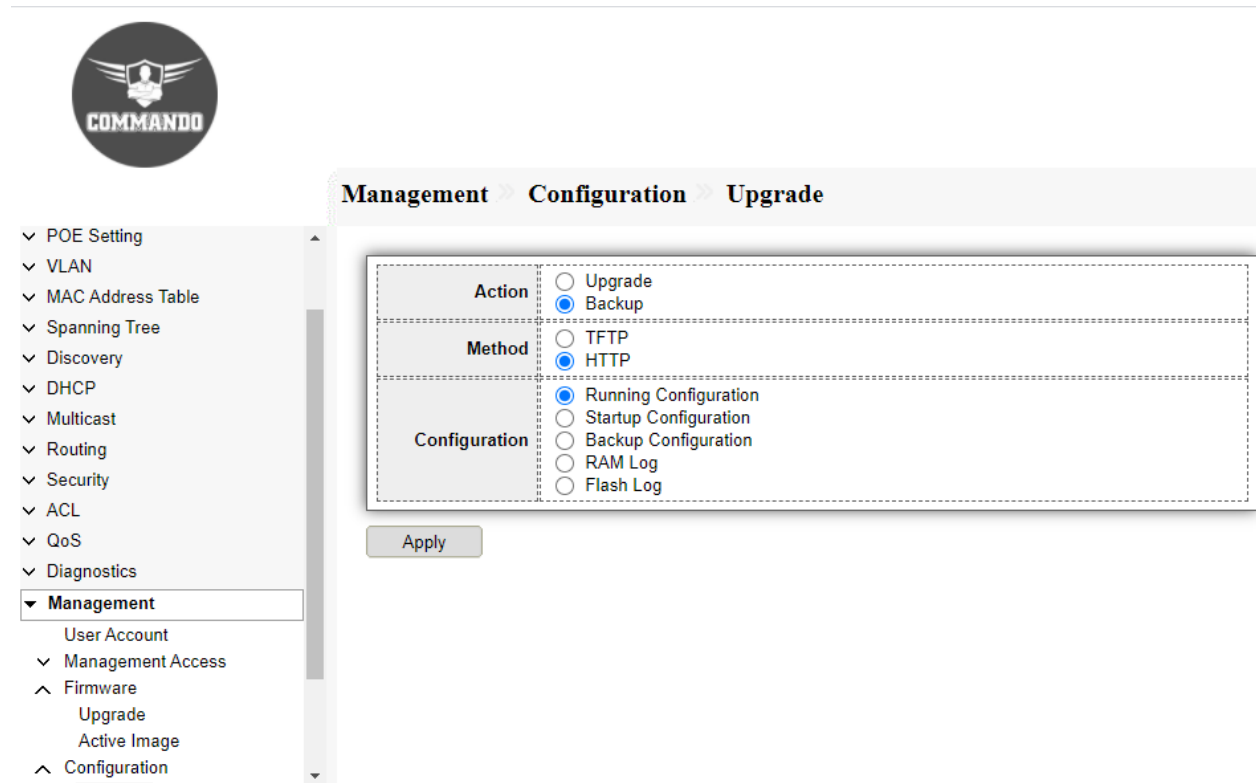 COMMANDO
Management » Configuration » Upgrade
POE Setting
VLAN
MAC Address Table
Spanning Tree
Discovery
DHCP
Multicast
Routing
Security
ACL
QoS
Diagnostics
Management
User Account
Management Access
Firmware
Upgrade
Active Image
Configuration
Action
Upgrade
Backup
Method
TFTP
HTTP
Configuration
Running Configuration
Startup Configuration
Backup Configuration
RAM Log
Flash Log
Apply